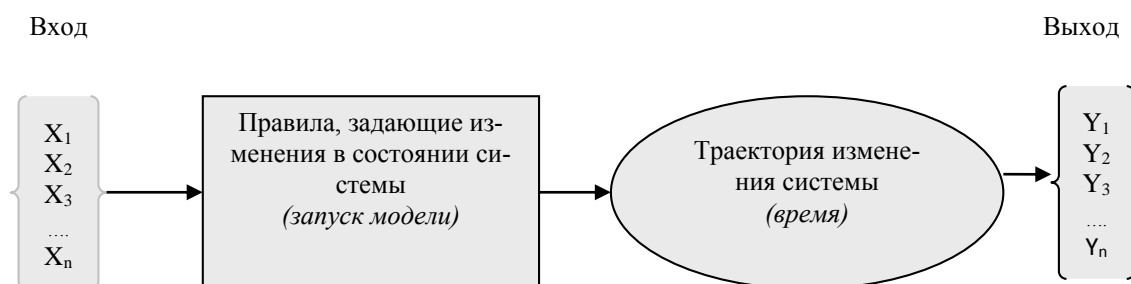 Вход
Выход
X₁
X₂
X₃
....
Xₙ
Правила, задающие из-
менения в состоянии си-
стемы
(запуск модели)
Траектория измене-
ния системы
(время)
Y₁
Y₂
Y₃
....
Yₙ